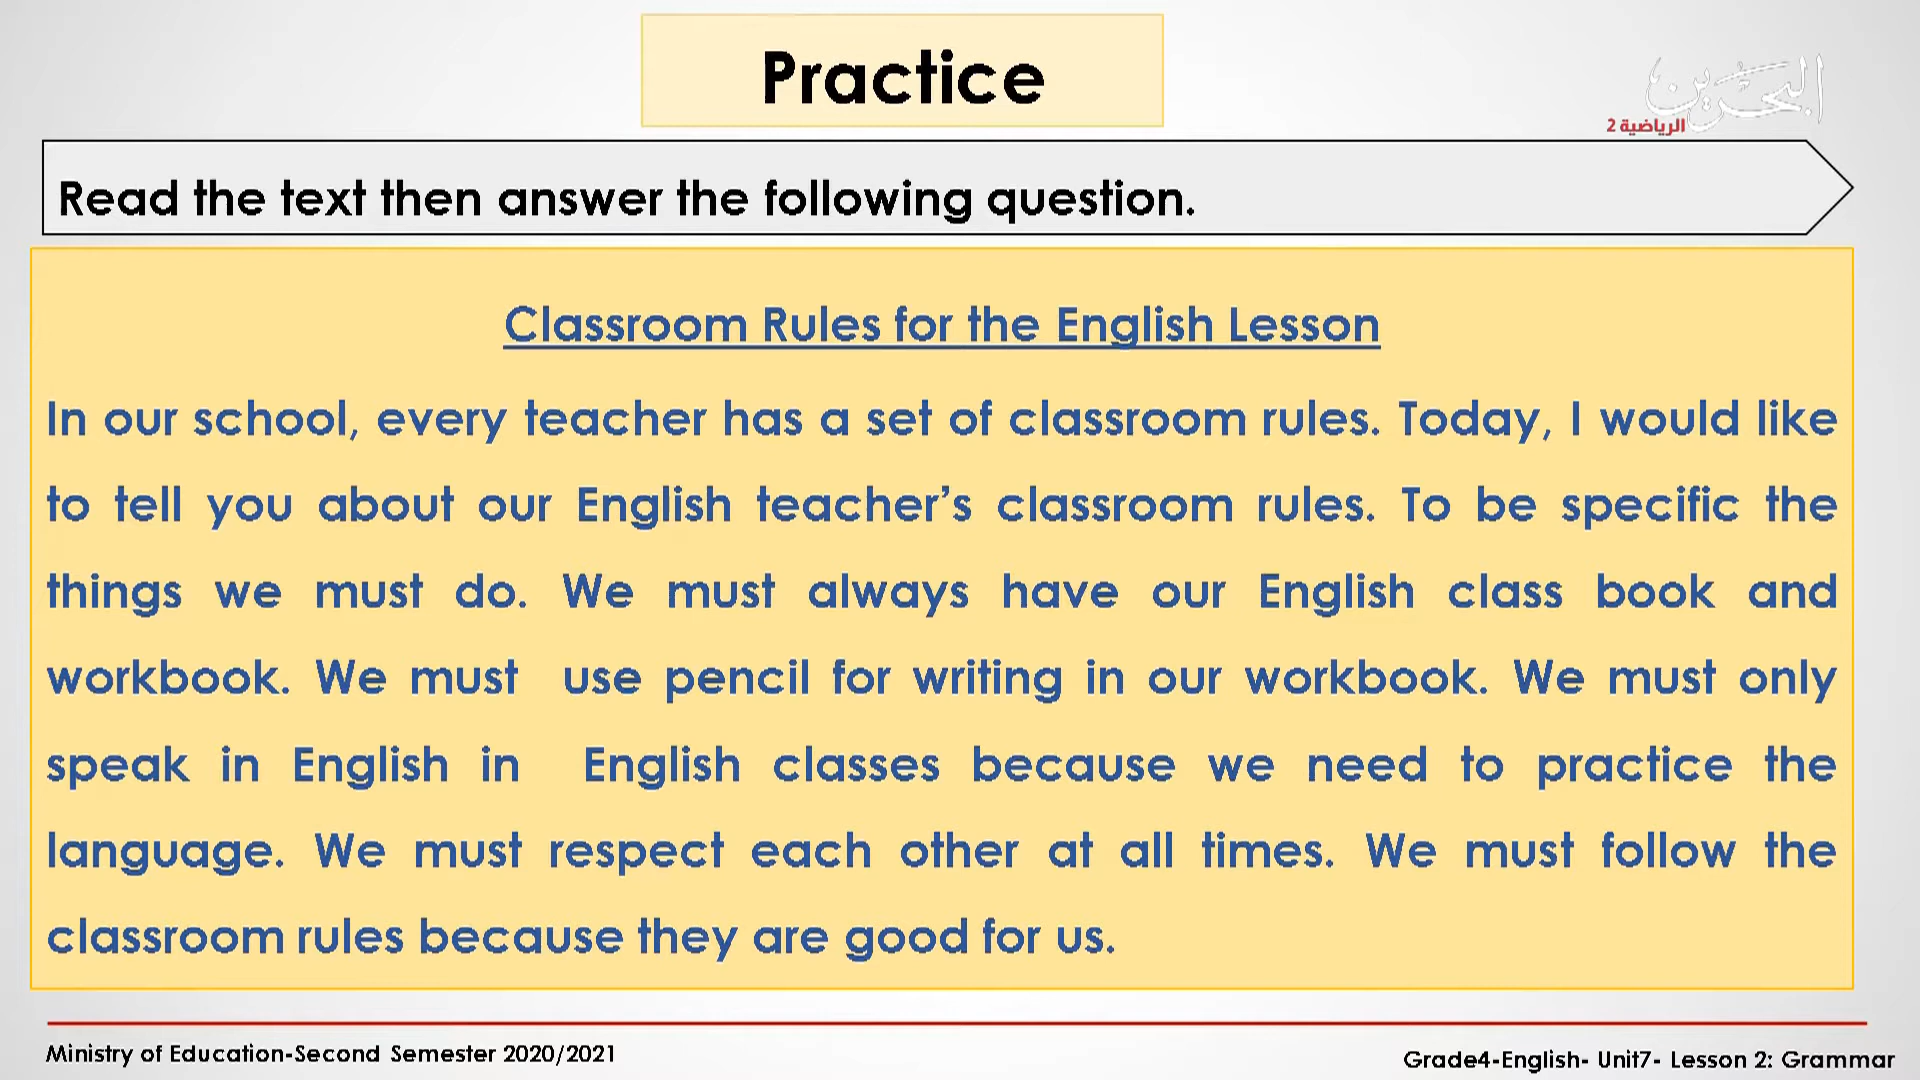 Practice
البحرين
الرياضية 2
Read the text then answer the following question.
Classroom Rules for the English Lesson
In our school, every teacher has a set of classroom rules. Today, I would like
to tell you about our English teacher’s classroom rules. To be specific the
things we must do. We must always have our English class book and
workbook. We must use pencil for writing in our workbook. We must only
speak in English in English classes because we need to practice the
language. We must respect each other at all times. We must follow the
classroom rules because they are good for us.
Ministry of Education-Second Semester 2020/2021
Grade4-English- Unit7- Lesson 2: Grammar